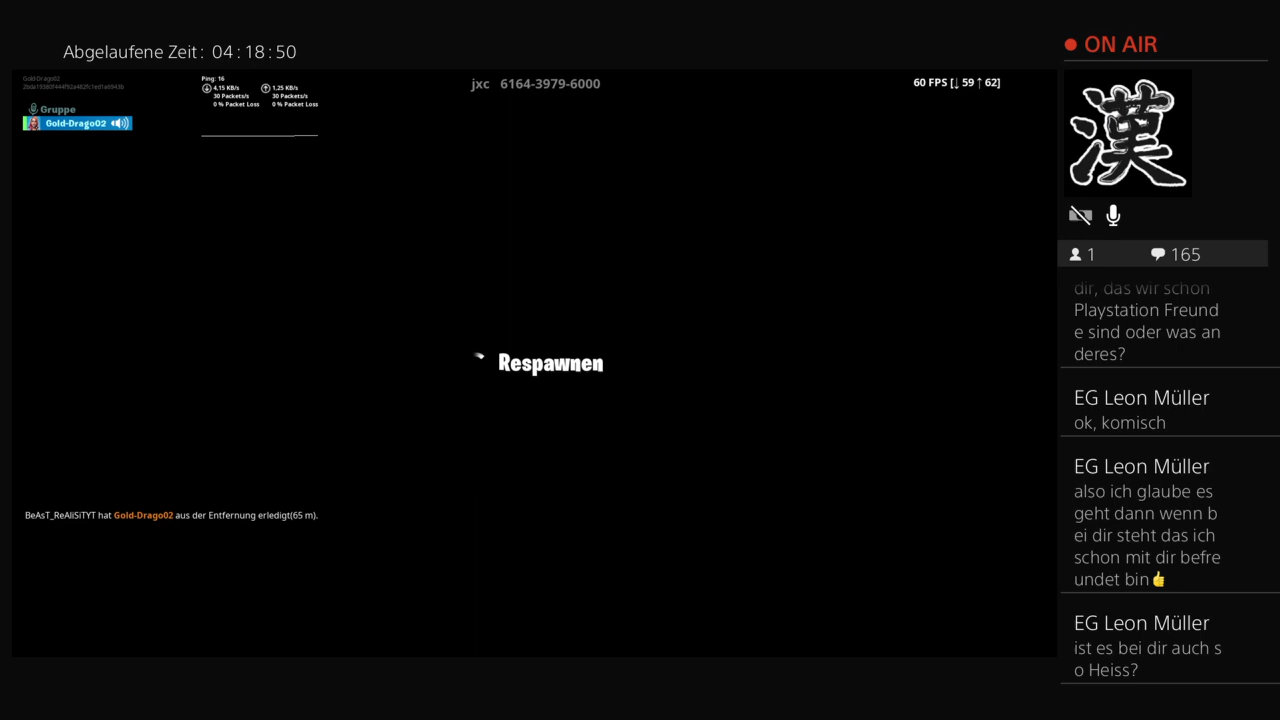 Abgelaufene Zeit: 04:18:50
ON AIR
Gold-Drago02
Ping: 16
4,15 KB/s
1,25 KB/s
30 Packets/s
30 Packets/s
0 % Packet Loss
0 % Packet Loss
jxc 6164-3979-6000
60 FPS [↓ 59 ↑ 62]
Gruppe
Gold-Drago02
漢
1
165
dir, das wir schon
Playstation Freund
e sind oder was an
deres?
Respawnen
EG Leon Müller
ok, komisch
EG Leon Müller
also ich glaube es
geht dann wenn b
ei dir steht das ich
schon mit dir befre
undet bin👍
BeAsT_ReAliSiTYT hat Gold-Drago02 aus der Entfernung erledigt(65 m).
EG Leon Müller
ist es bei dir auch s
o Heiss?